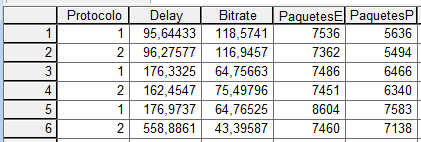 Protocolo Delay Bitrate PaquetesE PaquetesP
1 1 95,64433 118,5741 7536 5636
2 2 96,27577 116,9457 7362 5494
3 1 176,3325 64,75663 7486 6466
4 2 162,4547 75,49796 7451 6340
5 1 176,9737 64,76525 8604 7583
6 2 558,8861 43,39587 7460 7138